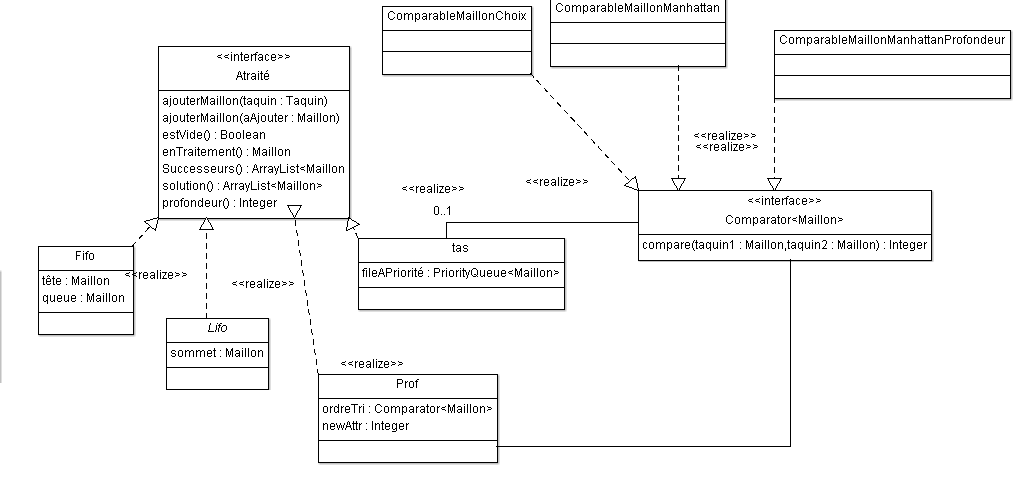 ComparableMaillonChoix
ComparableMaillonManhattan
ComparableMaillonManhattanProfondeur
<<interface>>
Atraité
ajouterMaillon(taquin : Taquin)
ajouterMaillon(aAjouter : Maillon)
estVide() : Boolean
enTraitement() : Maillon
Successeurs() : ArrayList<Maillon
solution() : ArrayList<Maillon>
profondeur() : Integer
<<realize>>
<<realize>>
<<realize>>
<<realize>>
0..1
<<interface>>
Comparator<Maillon>
compare(taquin1 : Maillon,taquin2 : Maillon) : Integer
tas
fileAPriorité : PriorityQueue<Maillon>
Fifo
tête : Maillon
queue : Maillon
<<realize>>
<<realize>>
Lifo
sommet : Maillon
<<realize>>
Prof
ordreTri : Comparator<Maillon>
newAttr : Integer